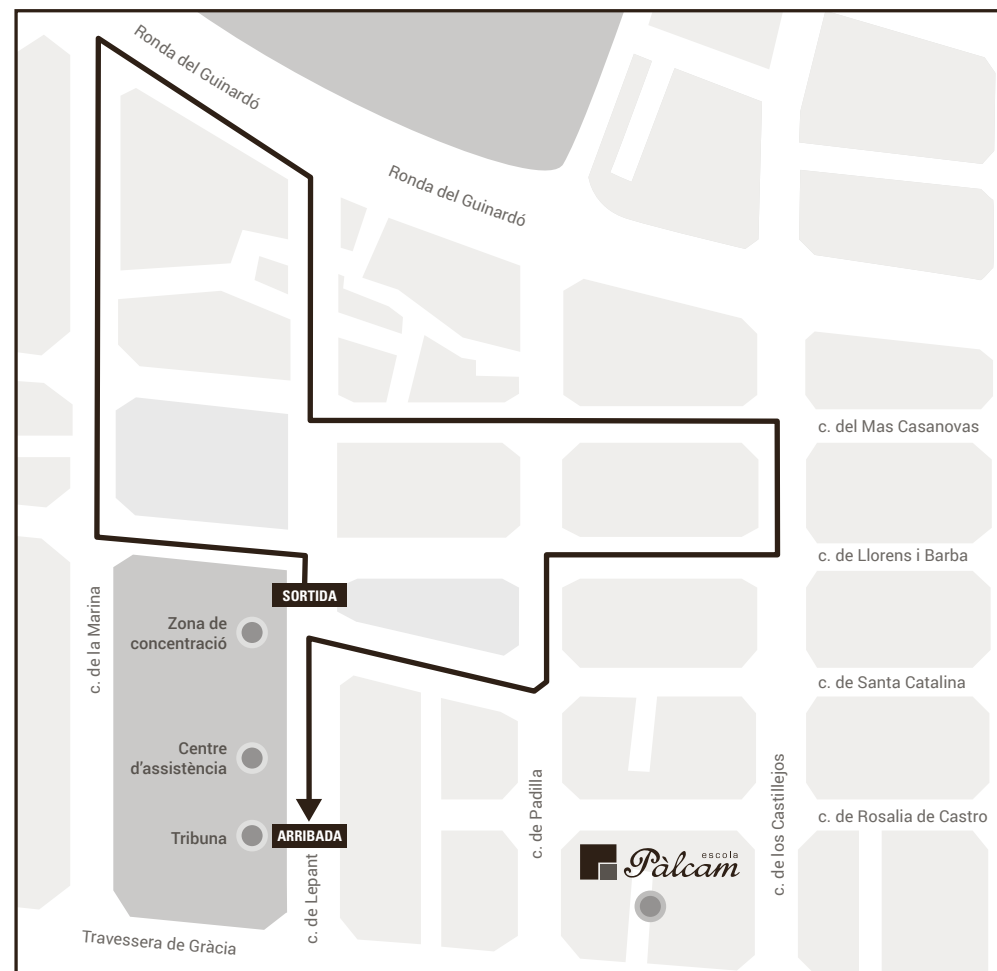 Ronda del Guinardó
Ronda del Guinardó
c. del Mas Casanovas
c. de Llorens i Barba
SORTIDA
c. de la Marina
Zona de
concentració
c. de Santa Catalina
Centre
d'assistència
c. de Padilla
c. de los Castillejos
c. de Rosalia de Castro
Tribuna
ARRIBADA
escola
Pàlcam
c. de Lepant
Travessera de Gràcia